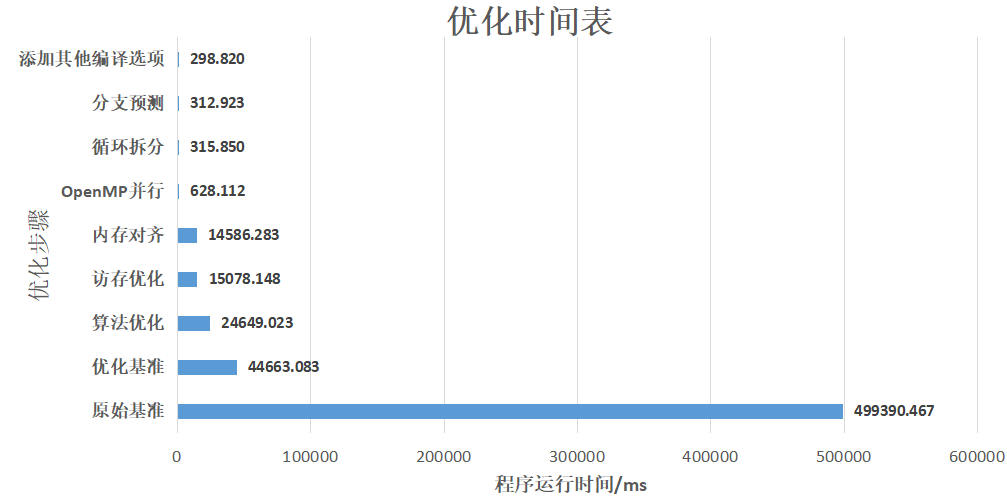 优化时间表
添加其他编译选项 298.820
分支预测 312.923
循环拆分 315.850
OpenMP并行 628.112
内存对齐 14586.283
访存优化 15078.148
算法优化 24649.023
优化基准 44663.083
原始基准 499390.467
优化步骤
0 100000 200000 300000 400000 500000 600000
程序运行时间/ms